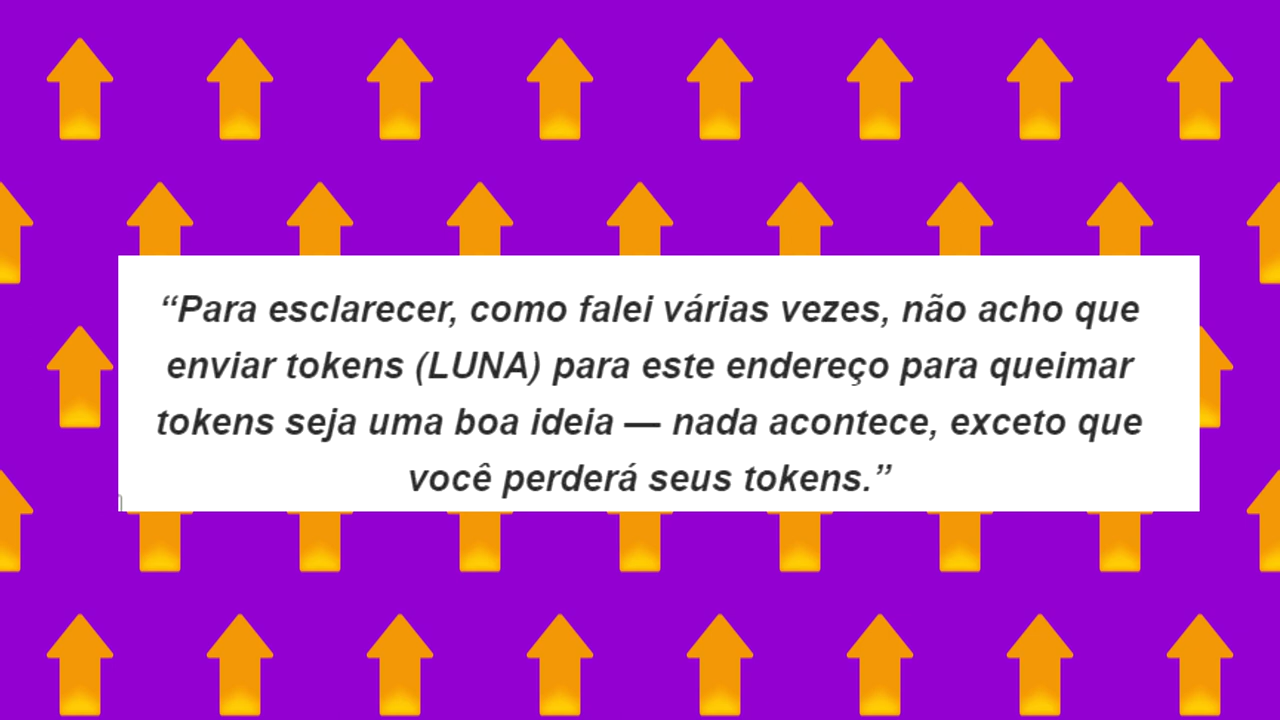 “Para esclarecer, como falei várias vezes, não acho que
enviar tokens (LUNA) para este endereço para queimar
tokens seja uma boa ideia — nada acontece, exceto que
você perderá seus tokens.”